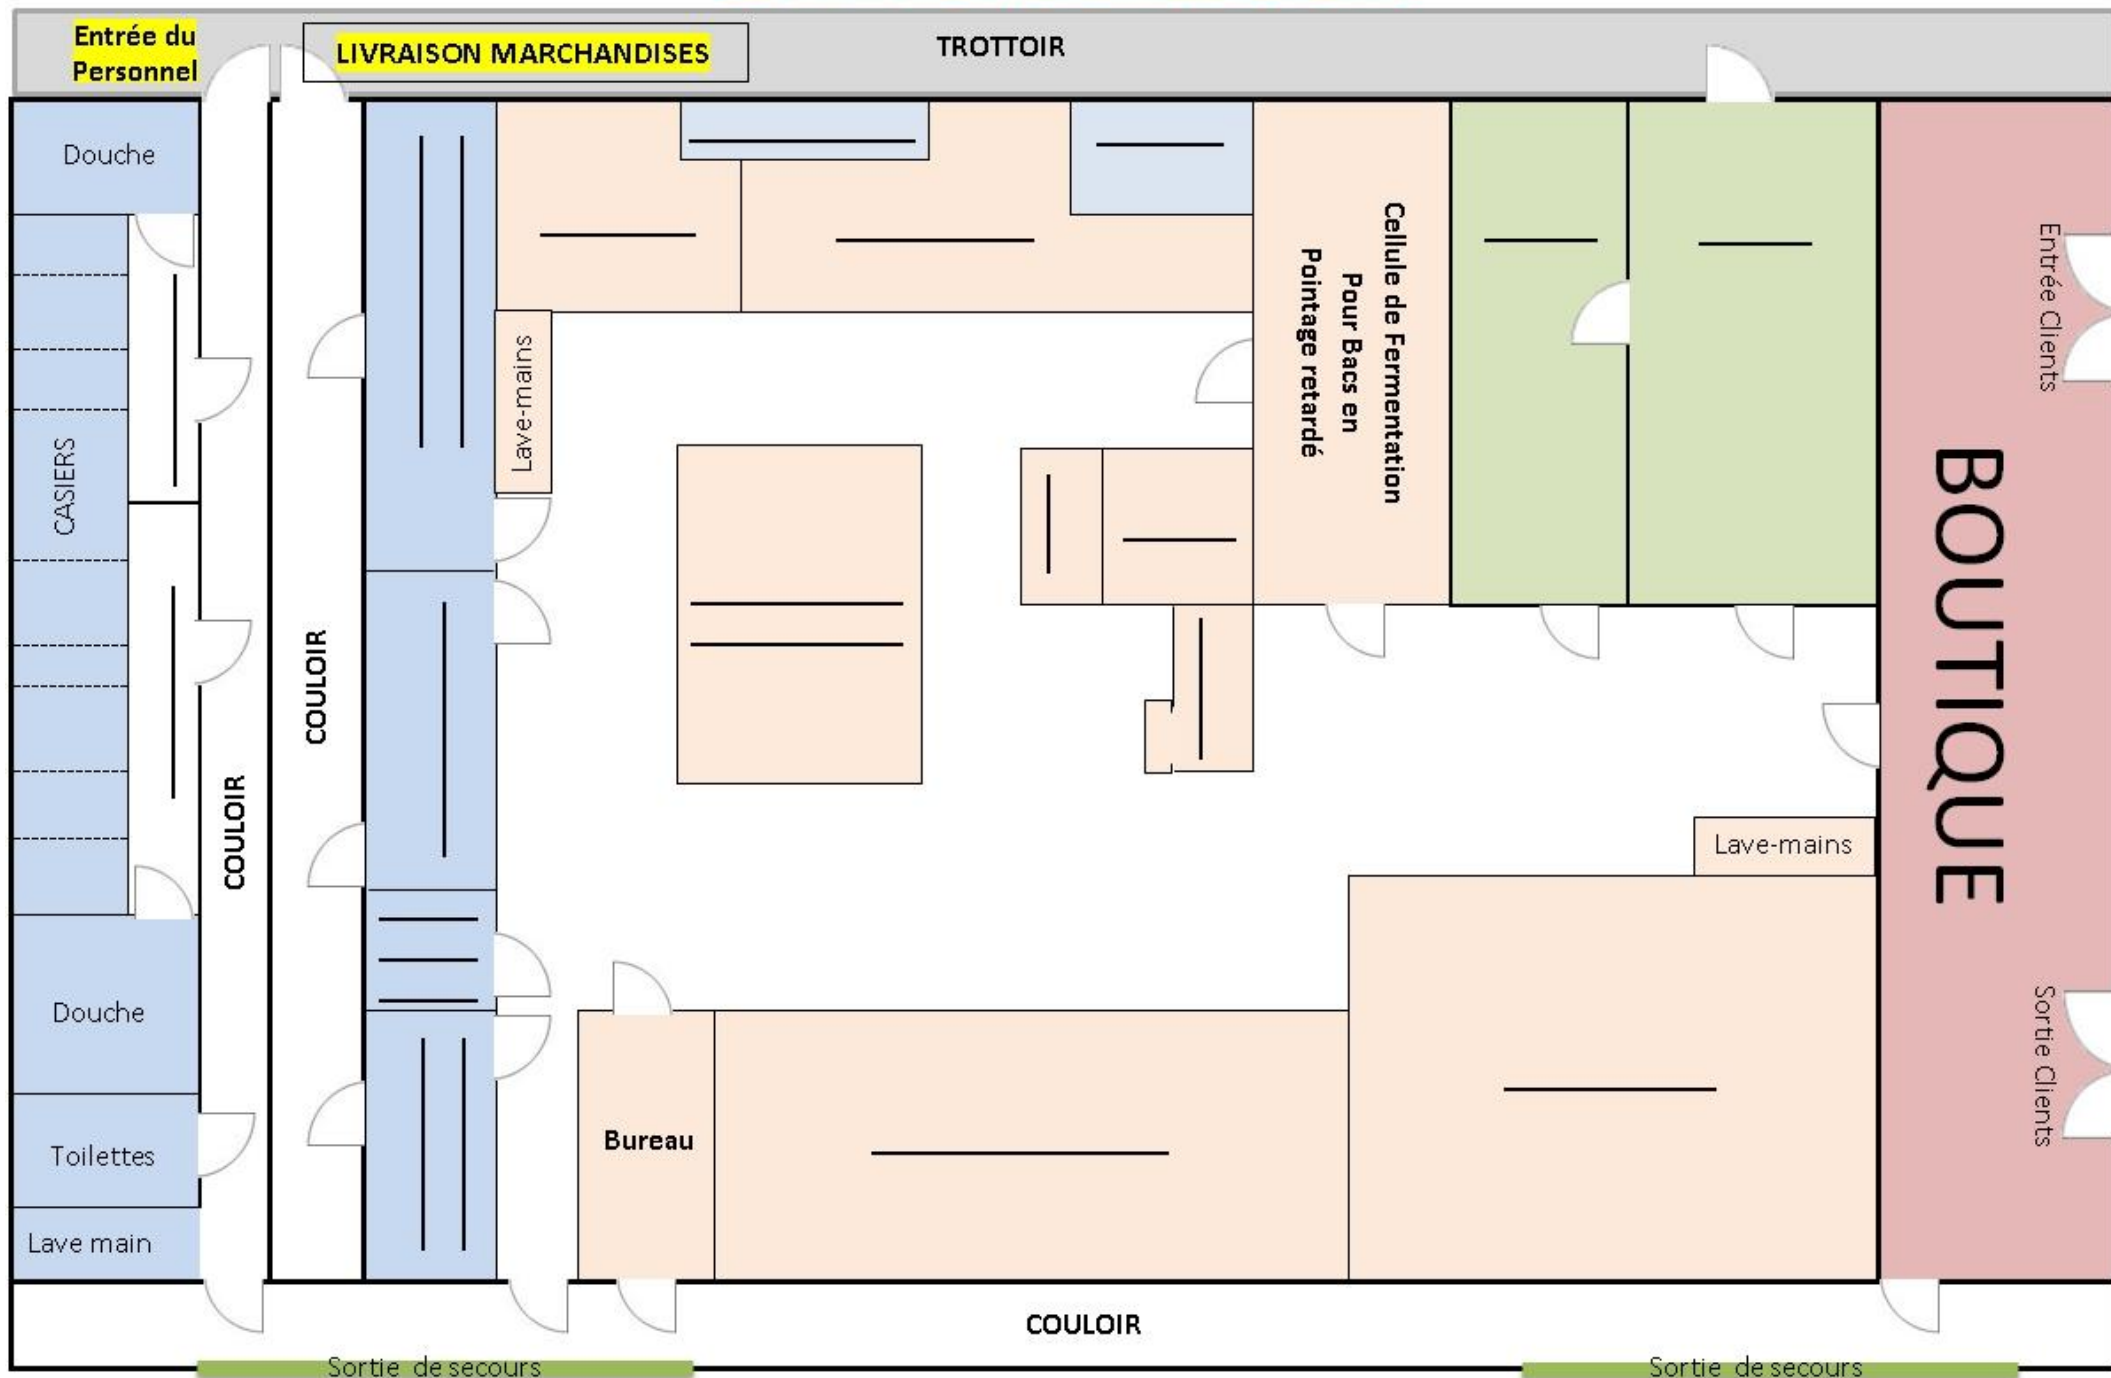 Entrée du
Personnel
LIVRAISON MARCHANDISES
TROTTOIR
Douche
CASIERS
Douche
Toilettes
Lave main
COULOIR
COULOIR
Lave-mains
Cellule de Fermentation
Pour Bacs en
Pointage retardé
Entrée Clients
BOUTIQUE
Lave-mains
Sortie Clients
Bureau
COULOIR
Sortie de secours
Sortie de secours